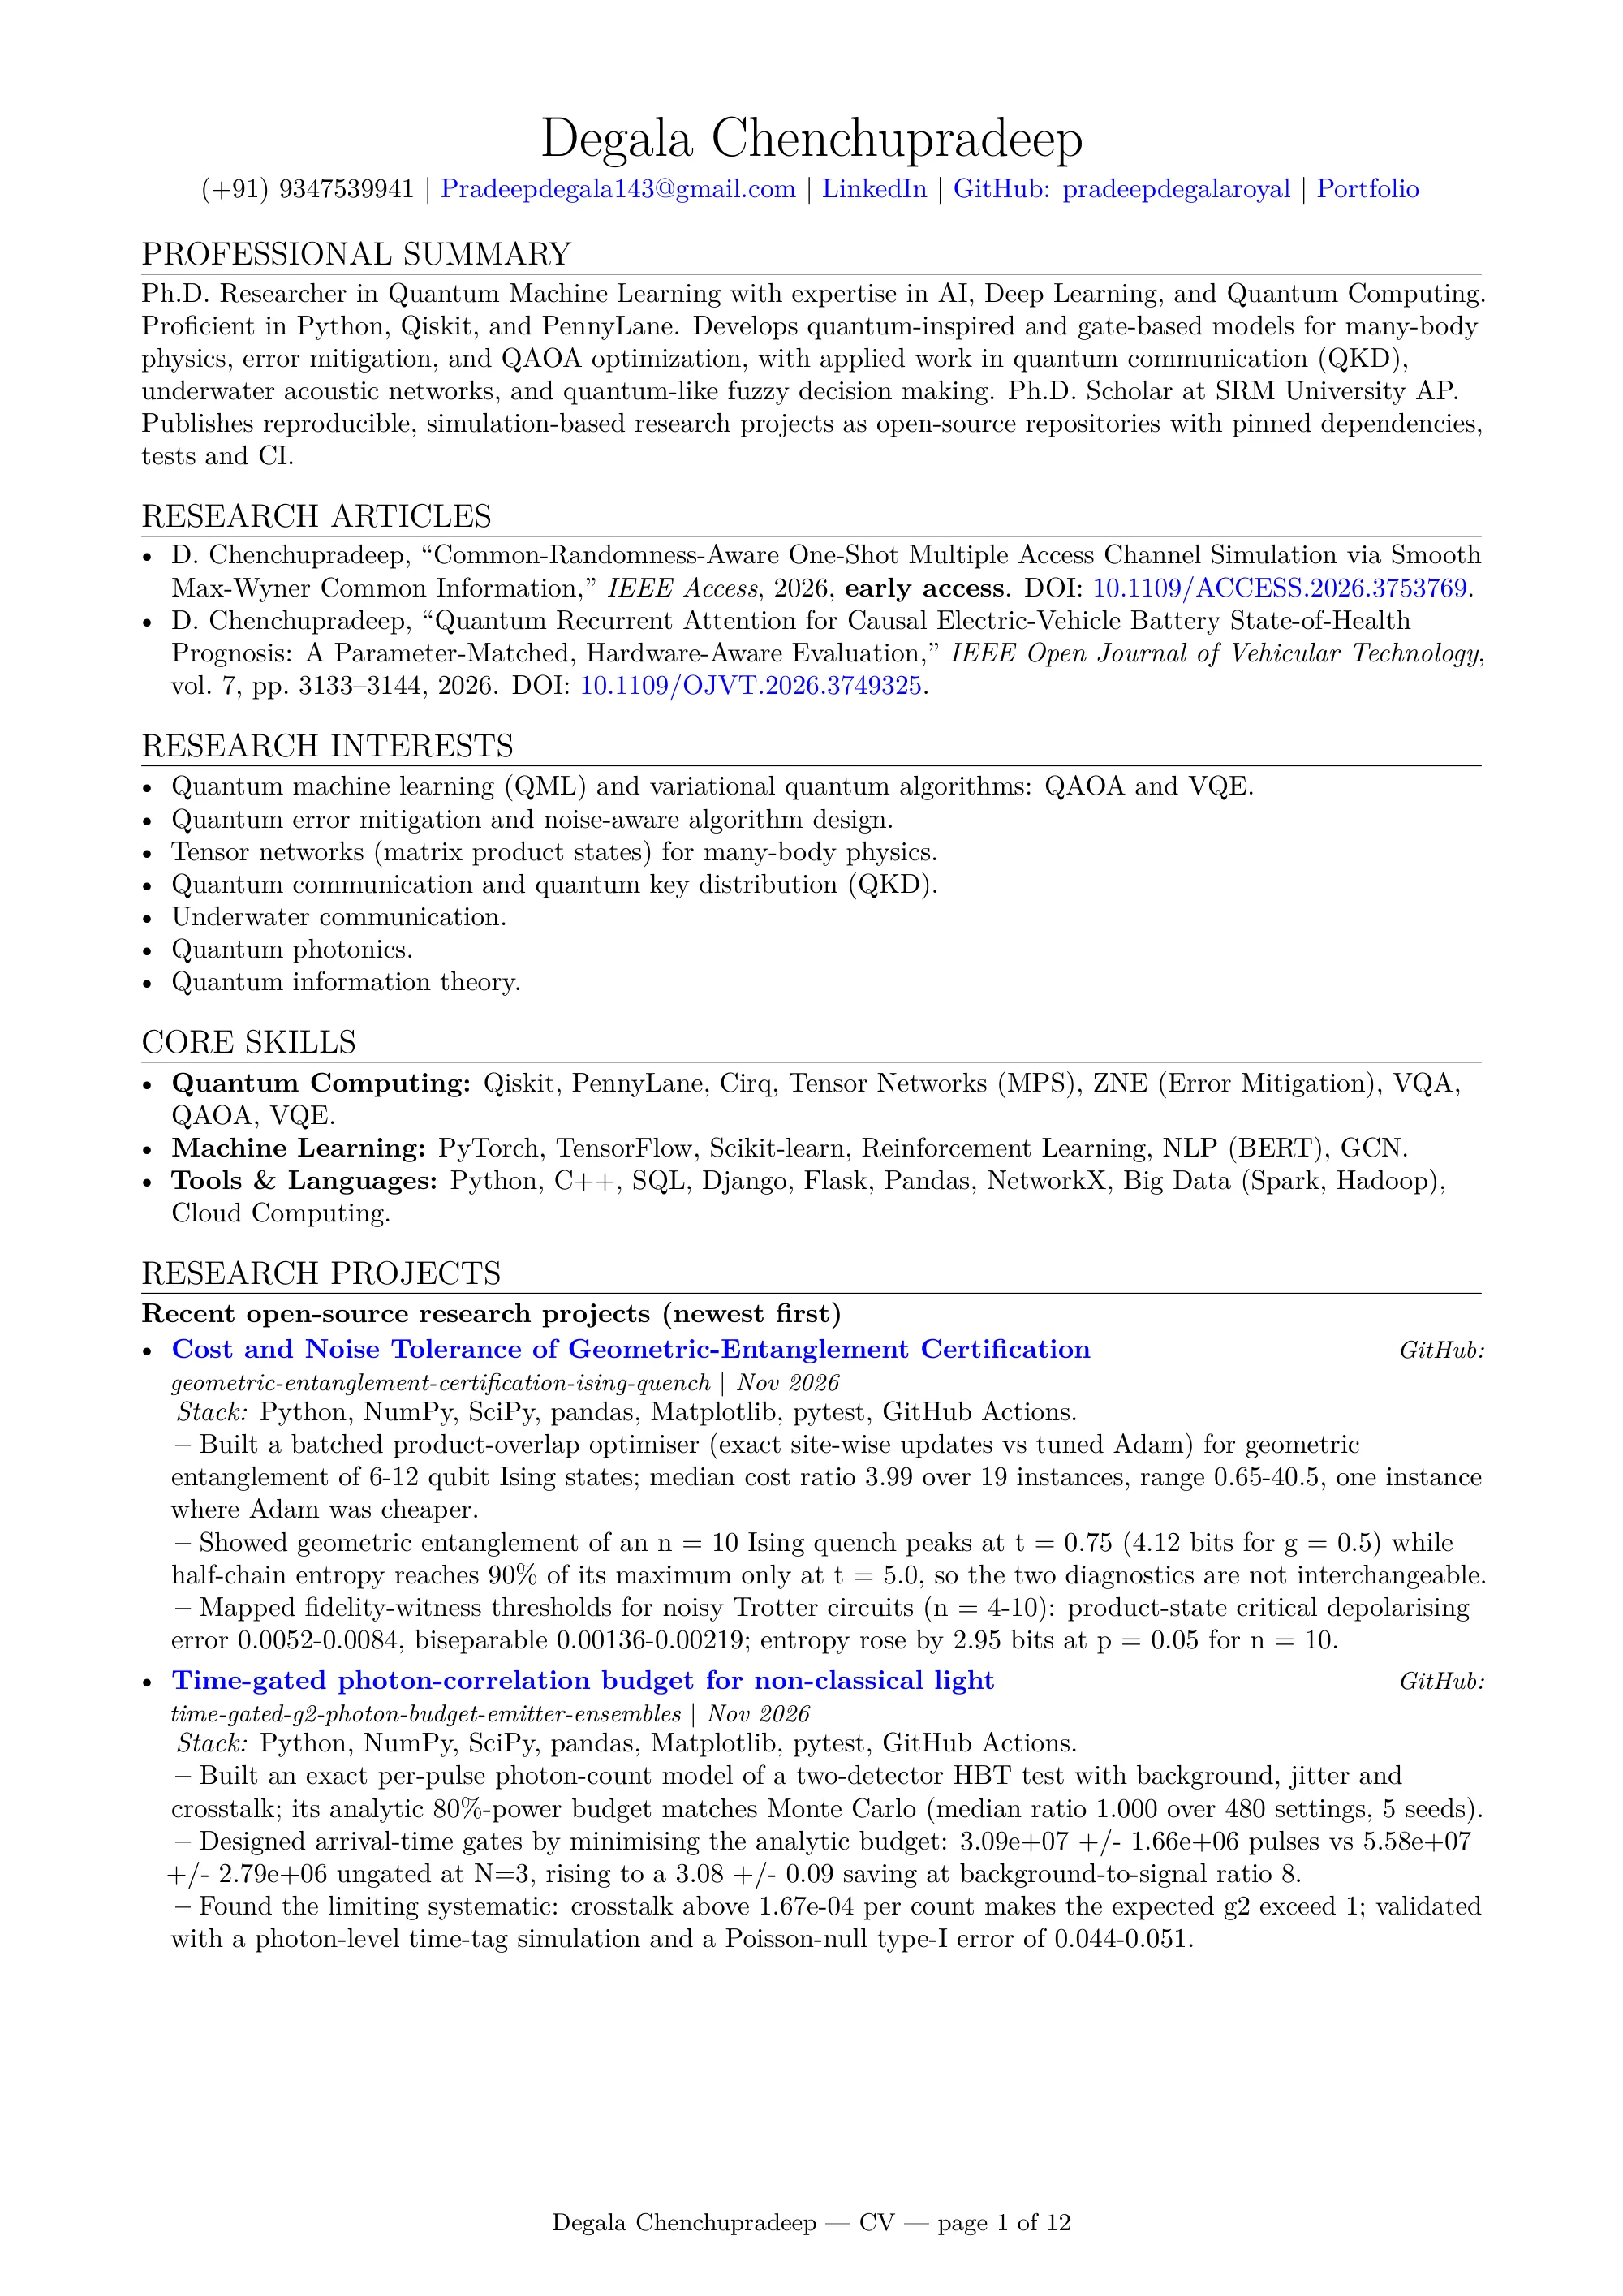 Degala Chenchupradeep
(+91) 9347539941 | Pradeepdegala143@gmail.com | LinkedIn | GitHub: pradeepdegalaroyal | Portfolio
PROFESSIONAL SUMMARY
Ph.D. Researcher in Quantum Machine Learning with expertise in AI, Deep Learning, and Quantum Computing.
Proficient in Python, Qiskit, and PennyLane. Develops quantum-inspired and gate-based models for many-body
physics, error mitigation, and QAOA optimization, with applied work in quantum communication (QKD),
underwater acoustic networks, and quantum-like fuzzy decision making. Ph.D. Scholar at SRM University AP.
Publishes reproducible, simulation-based research projects as open-source repositories with pinned dependencies,
tests and CI.
RESEARCH ARTICLES
• D. Chenchupradeep, “Common-Randomness-Aware One-Shot Multiple Access Channel Simulation via Smooth
Max-Wyner Common Information,” IEEE Access, 2026, early access. DOI: 10.1109/ACCESS.2026.3753769.
• D. Chenchupradeep, “Quantum Recurrent Attention for Causal Electric-Vehicle Battery State-of-Health
Prognosis: A Parameter-Matched, Hardware-Aware Evaluation,” IEEE Open Journal of Vehicular Technology,
vol. 7, pp. 3133–3144, 2026. DOI: 10.1109/OJVT.2026.3749325.
RESEARCH INTERESTS
• Quantum machine learning (QML) and variational quantum algorithms: QAOA and VQE.
• Quantum error mitigation and noise-aware algorithm design.
• Tensor networks (matrix product states) for many-body physics.
• Quantum communication and quantum key distribution (QKD).
• Underwater communication.
• Quantum photonics.
• Quantum information theory.
CORE SKILLS
• Quantum Computing: Qiskit, PennyLane, Cirq, Tensor Networks (MPS), ZNE (Error Mitigation), VQA,
QAOA, VQE.
• Machine Learning: PyTorch, TensorFlow, Scikit-learn, Reinforcement Learning, NLP (BERT), GCN.
• Tools & Languages: Python, C++, SQL, Django, Flask, Pandas, NetworkX, Big Data (Spark, Hadoop),
Cloud Computing.
RESEARCH PROJECTS
Recent open-source research projects (newest first)
• Cost and Noise Tolerance of Geometric-Entanglement Certification GitHub:
geometric-entanglement-certification-ising-quench | Nov 2026
Stack: Python, NumPy, SciPy, pandas, Matplotlib, pytest, GitHub Actions.
– Built a batched product-overlap optimiser (exact site-wise updates vs tuned Adam) for geometric
entanglement of 6-12 qubit Ising states; median cost ratio 3.99 over 19 instances, range 0.65-40.5, one instance
where Adam was cheaper.
– Showed geometric entanglement of an n = 10 Ising quench peaks at t = 0.75 (4.12 bits for g = 0.5) while
half-chain entropy reaches 90% of its maximum only at t = 5.0, so the two diagnostics are not interchangeable.
– Mapped fidelity-witness thresholds for noisy Trotter circuits (n = 4-10): product-state critical depolarising
error 0.0052-0.0084, biseparable 0.00136-0.00219; entropy rose by 2.95 bits at p = 0.05 for n = 10.
• Time-gated photon-correlation budget for non-classical light GitHub:
time-gated-g2-photon-budget-emitter-ensembles | Nov 2026
Stack: Python, NumPy, SciPy, pandas, Matplotlib, pytest, GitHub Actions.
– Built an exact per-pulse photon-count model of a two-detector HBT test with background, jitter and
crosstalk; its analytic 80%-power budget matches Monte Carlo (median ratio 1.000 over 480 settings, 5 seeds).
– Designed arrival-time gates by minimising the analytic budget: 3.09e+07 +/- 1.66e+06 pulses vs 5.58e+07
+/- 2.79e+06 ungated at N=3, rising to a 3.08 +/- 0.09 saving at background-to-signal ratio 8.
– Found the limiting systematic: crosstalk above 1.67e-04 per count makes the expected g2 exceed 1; validated
with a photon-level time-tag simulation and a Poisson-null type-I error of 0.044-0.051.
Degala Chenchupradeep — CV — page 1 of 12